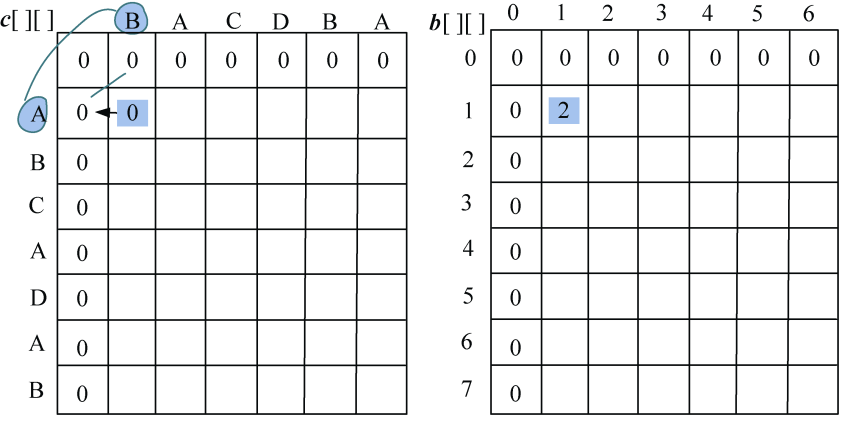 c[ ][ ] B A C D B A
0 0 0 0 0 0 0
A 0 0
B 0
C 0
A 0
D 0
A 0
B 0
b[ ][ ] 0 1 2 3 4 5 6
0 0 0 0 0 0 0 0
1 0 2
2 0
3 0
4 0
5 0
6 0
7 0